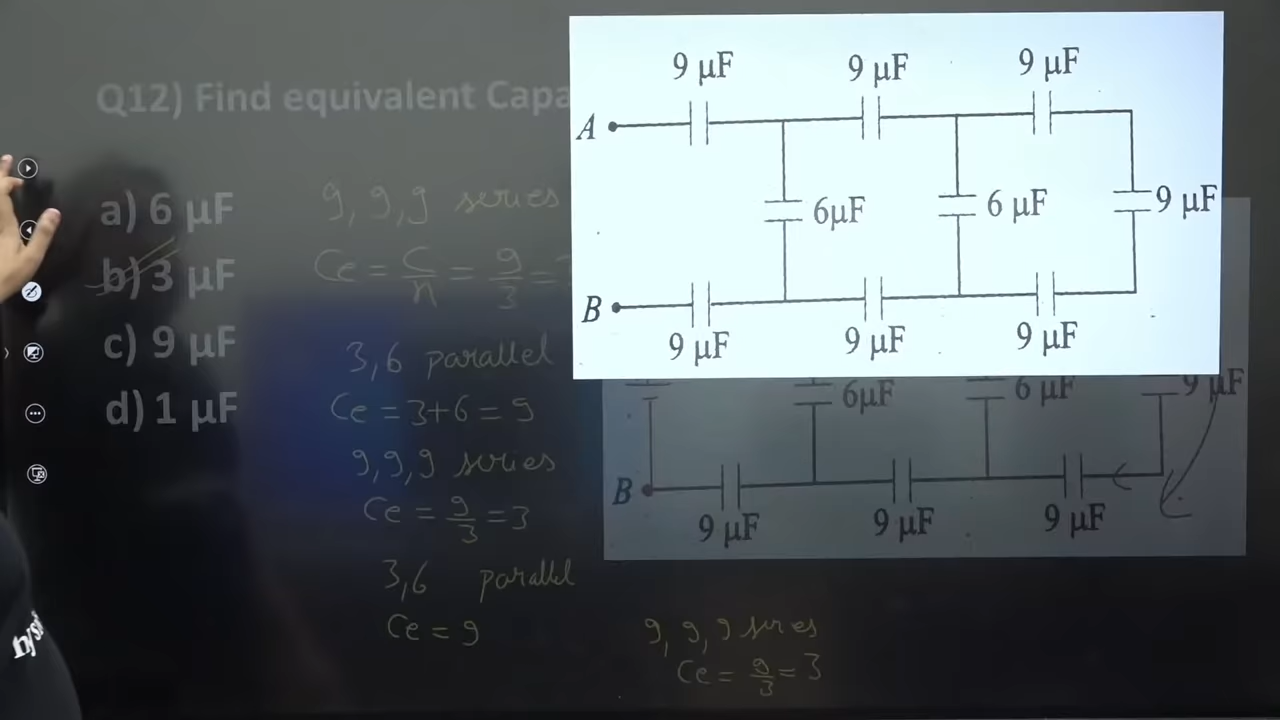 Q12) Find equivalent Capa
a) 6 μF
b) 3 μF
c) 9 μF
d) 1 μF
9, 9, 9 series
Ce = C/n = 9/3 =
3, 6 parallel
Ce = 3+6 = 9
9, 9, 9 series
Ce = 9/3 = 3
3, 6 parallel
Ce = 9
9, 9, 9 series
Ce = 9/3 = 3
9 μF 9 μF 9 μF
A
6μF 6 μF 9 μF
B
9 μF 9 μF 9 μF
6μF 6 μF 9 μF
B
9 μF 9 μF 9 μF